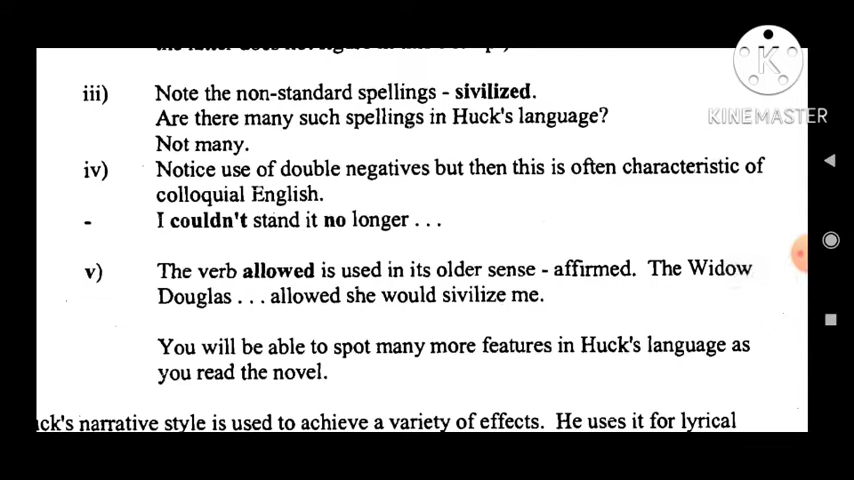 iii) Note the non-standard spellings - sivilized.
Are there many such spellings in Huck's language?
Not many.
iv) Notice use of double negatives but then this is often characteristic of
colloquial English.
- I couldn't stand it no longer . . .
v) The verb allowed is used in its older sense - affirmed. The Widow
Douglas . . . allowed she would sivilize me.
You will be able to spot many more features in Huck's language as
you read the novel.
uck's narrative style is used to achieve a variety of effects. He uses it for lyrical
K
KINEMASTER